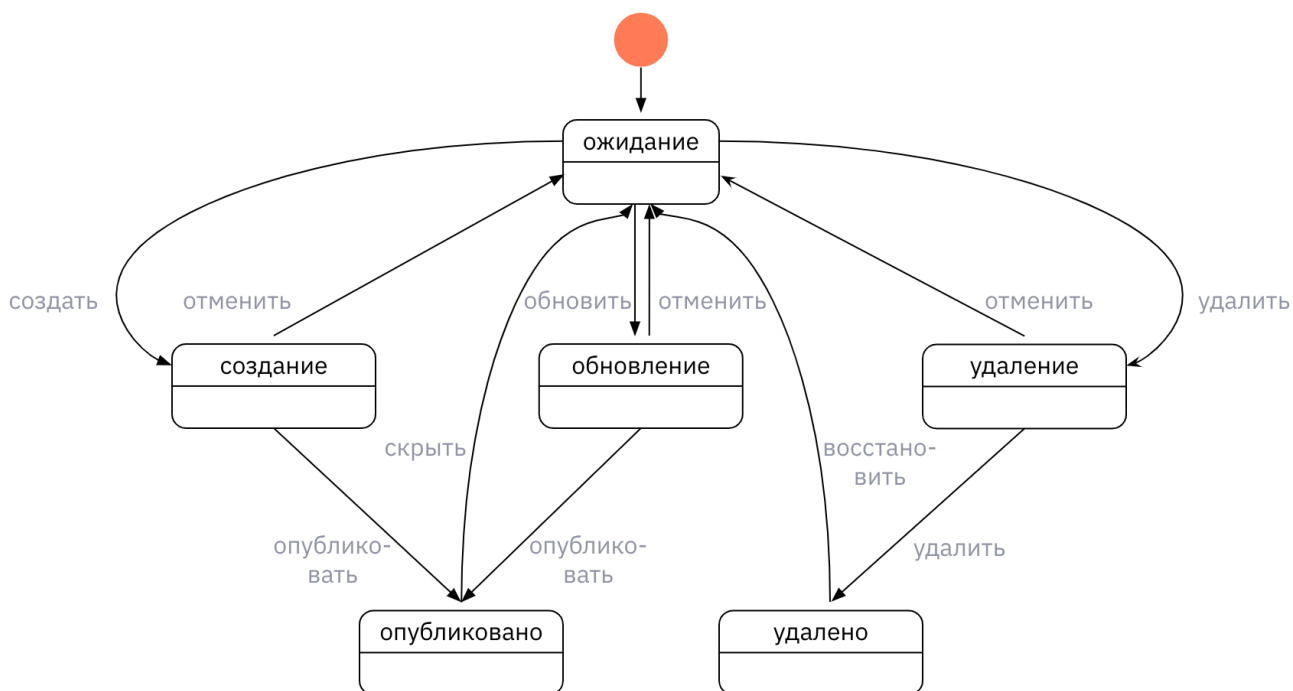 ожидание
создать
отменить
обновить
отменить
отменить
удалить
создание
обновление
удаление
скрыть
восстано-
вить
опублико-
вать
опублико-
вать
удалить
опубликовано
удалено